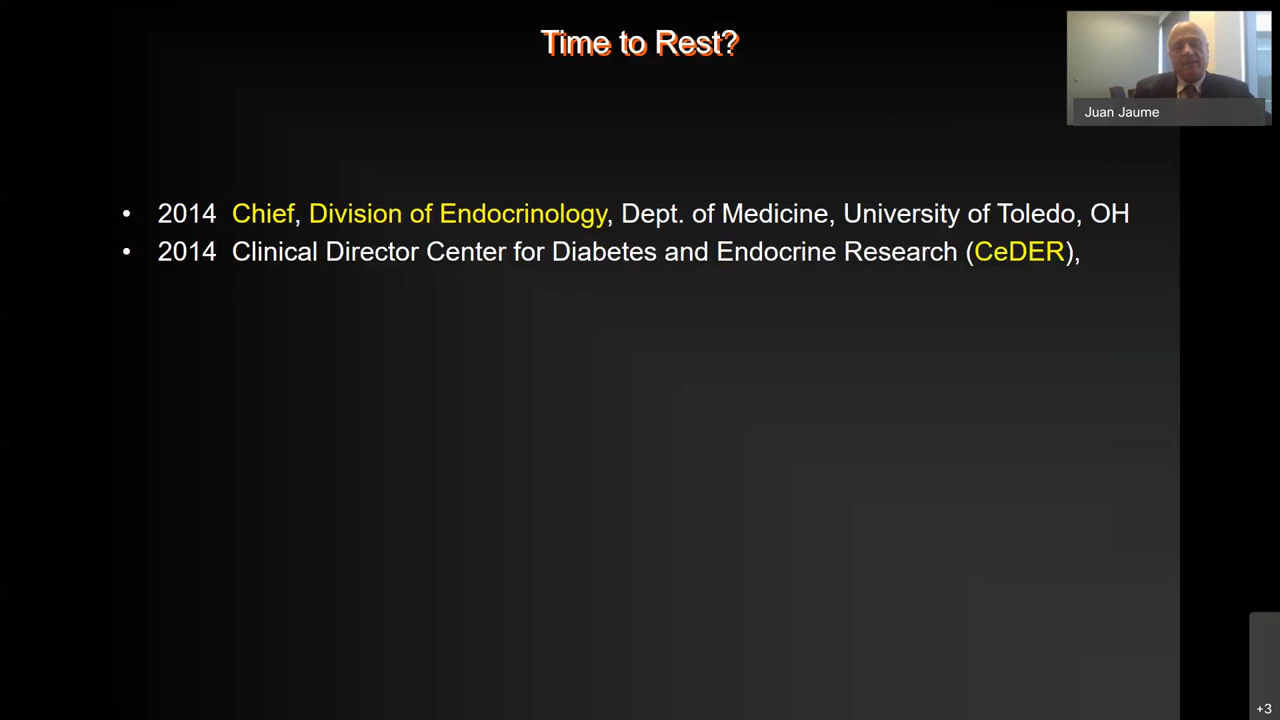 Time to Rest?
Juan Jaume
• 2014 Chief, Division of Endocrinology, Dept. of Medicine, University of Toledo, OH
• 2014 Clinical Director Center for Diabetes and Endocrine Research (CeDER),
+3